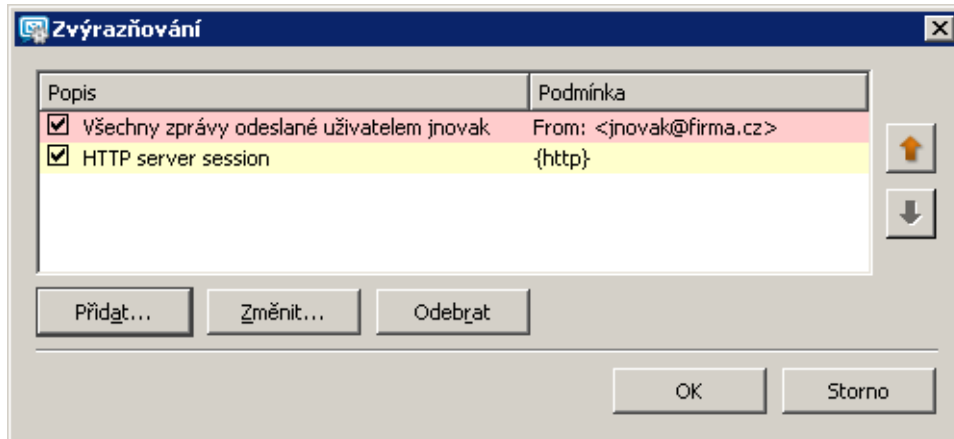 Zvýrazňování
Popis Podmínka
Všechny zprávy odeslané uživatelem jnovak From: <jnovak@firma.cz>
HTTP server session {http}
Přidat... Změnit... Odebrat
OK Storno